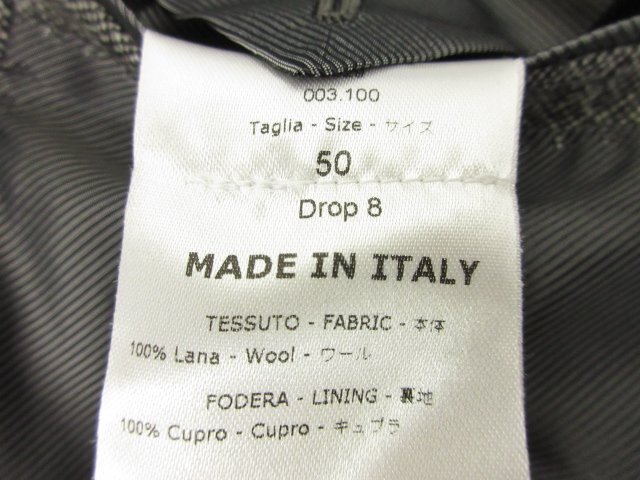 003.100
Taglia - Size - サイズ
50
Drop 8
MADE IN ITALY
TESSUTO - FABRIC - 本体
100% Lana - Wool - ウール
FODERA - LINING - 裏地
100% Cupro - Cupro - キュプラ